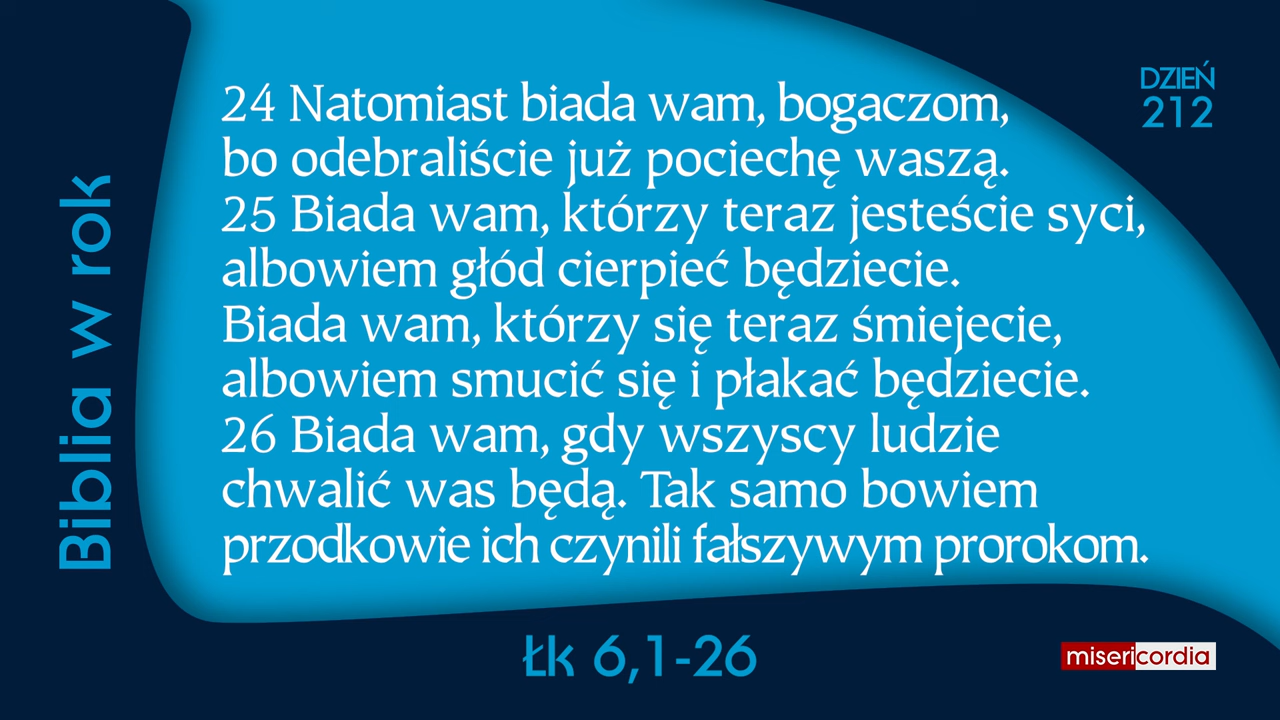 DZIEŃ
212
24 Natomiast biada wam, bogaczom,
bo odebraliście już pociechę waszą.
25 Biada wam, którzy teraz jesteście syci,
albowiem głód cierpieć będziecie.
Biada wam, którzy się teraz śmiejecie,
albowiem smucić się i płakać będziecie.
26 Biada wam, gdy wszyscy ludzie
chwalić was będą. Tak samo bowiem
przodkowie ich czynili fałszywym prorokom.
Biblia w rok
Łk 6,1-26
misericordia